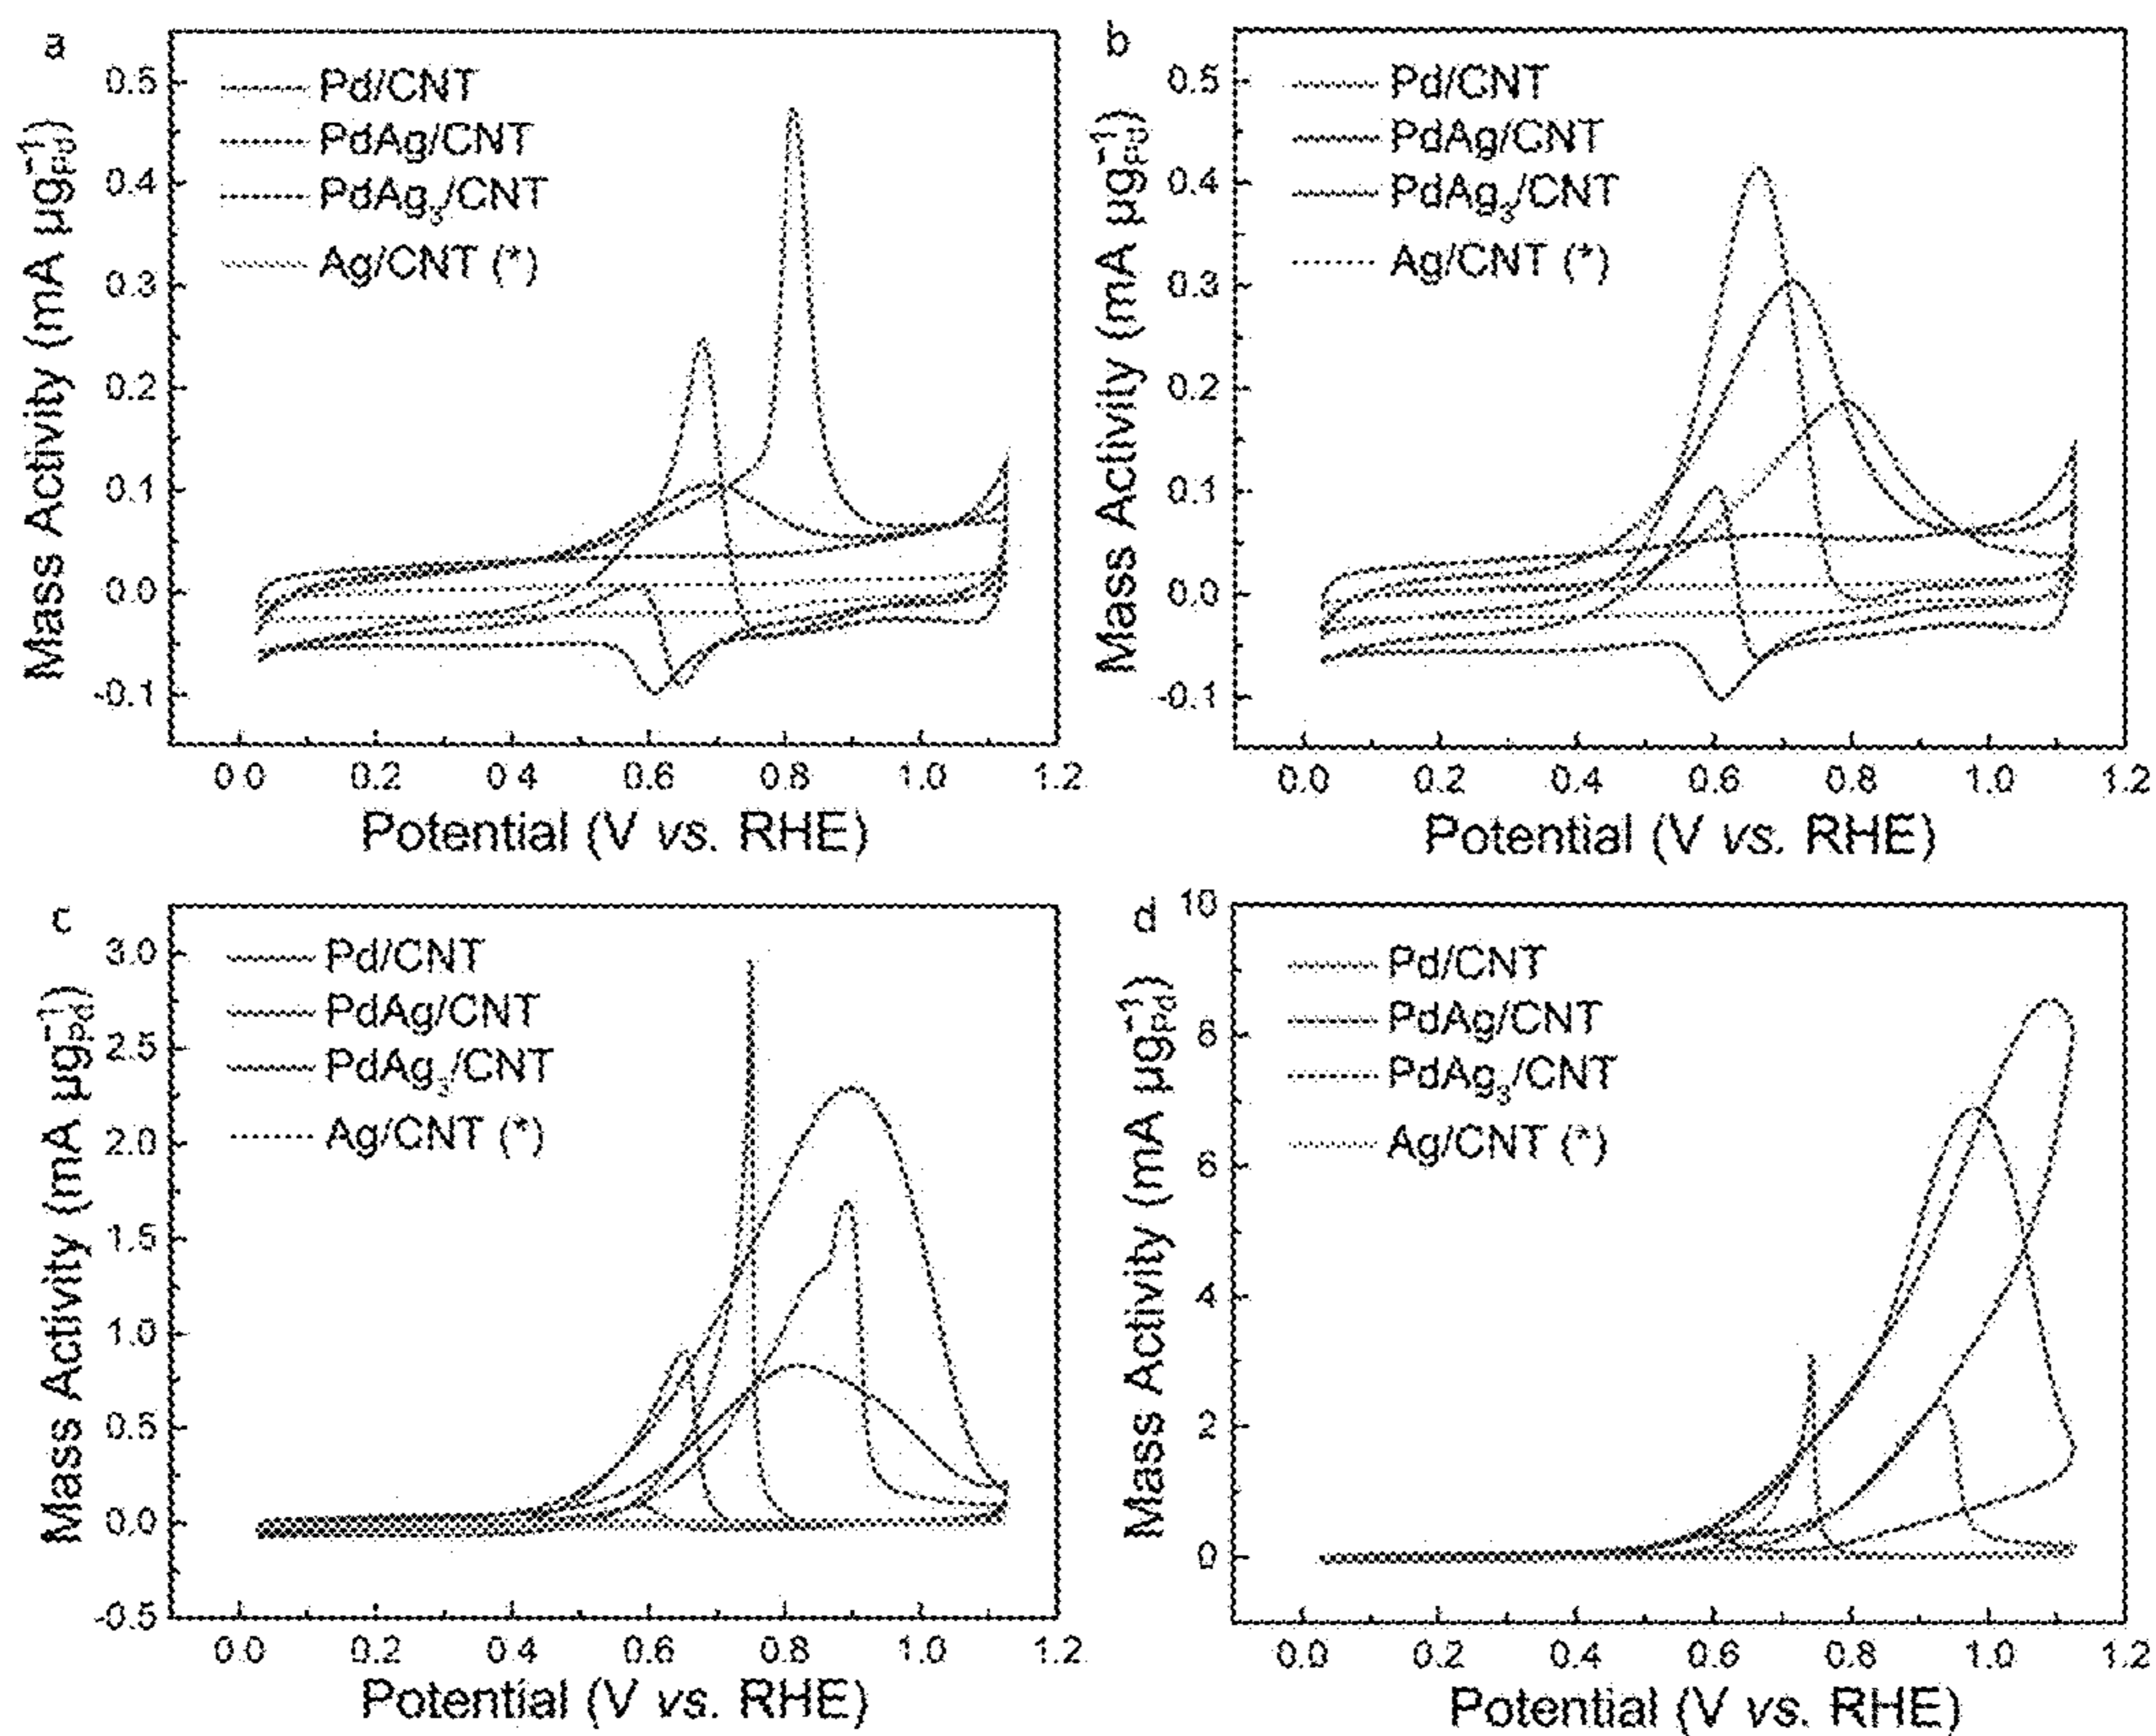 a
0.5
0.4
0.3
0.2
0.1
0.0
-0.1
Mass Activity (mA µg⁻¹Pd)
Pd/CNT
PdAg/CNT
PdAg₃/CNT
Ag/CNT (*)
0.0 0.2 0.4 0.6 0.8 1.0 1.2
Potential (V vs. RHE)
b
0.5
0.4
0.3
0.2
0.1
0.0
-0.1
Mass Activity (mA µg⁻¹Pd)
Pd/CNT
PdAg/CNT
PdAg₃/CNT
Ag/CNT (*)
0.0 0.2 0.4 0.6 0.8 1.0 1.2
Potential (V vs. RHE)
c
3.0
2.5
2.0
1.5
1.0
0.5
0.0
-0.5
Mass Activity (mA µg⁻¹Pd)
Pd/CNT
PdAg/CNT
PdAg₃/CNT
Ag/CNT (*)
0.0 0.2 0.4 0.6 0.8 1.0 1.2
Potential (V vs. RHE)
d
10
8
6
4
2
0
Mass Activity (mA µg⁻¹Pd)
Pd/CNT
PdAg/CNT
PdAg₃/CNT
Ag/CNT (*)
0.0 0.2 0.4 0.6 0.8 1.0 1.2
Potential (V vs. RHE)